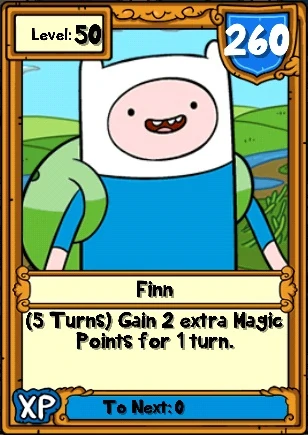 Level: 50
260
Finn
(5 Turns) Gain 2 extra Magic
Points for 1 turn.
XP
To Next: 0